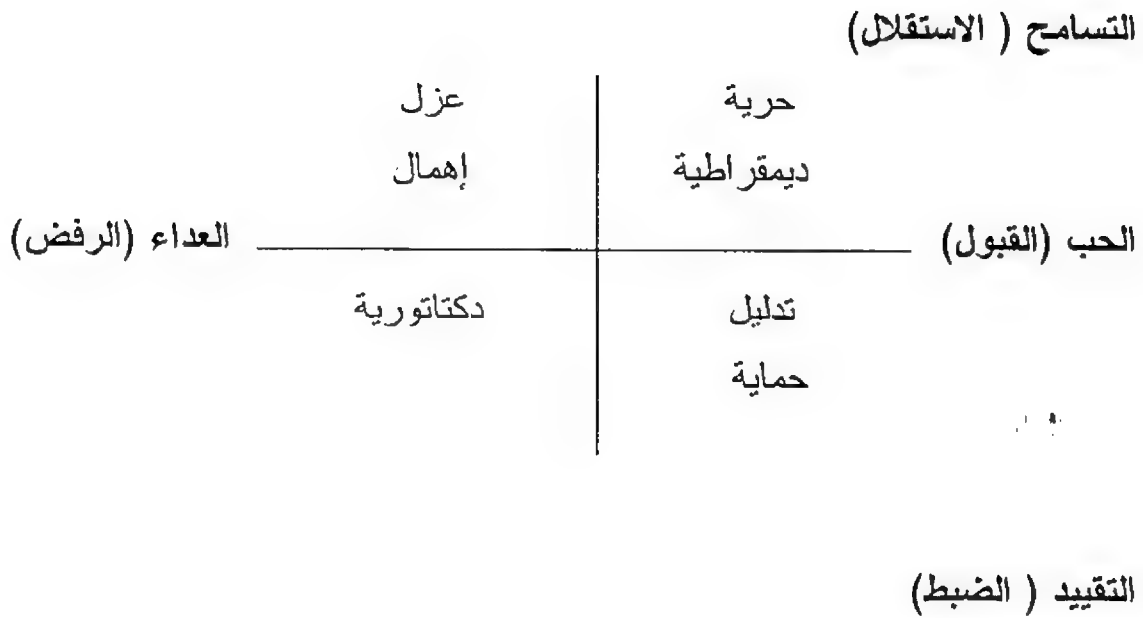 التسامح ( الاستقلال)
حرية عزل
ديمقراطية إهمال
الحب (القبول) العداء (الرفض)
تدليل دكتاتورية
حماية
التقييد ( الضبط)